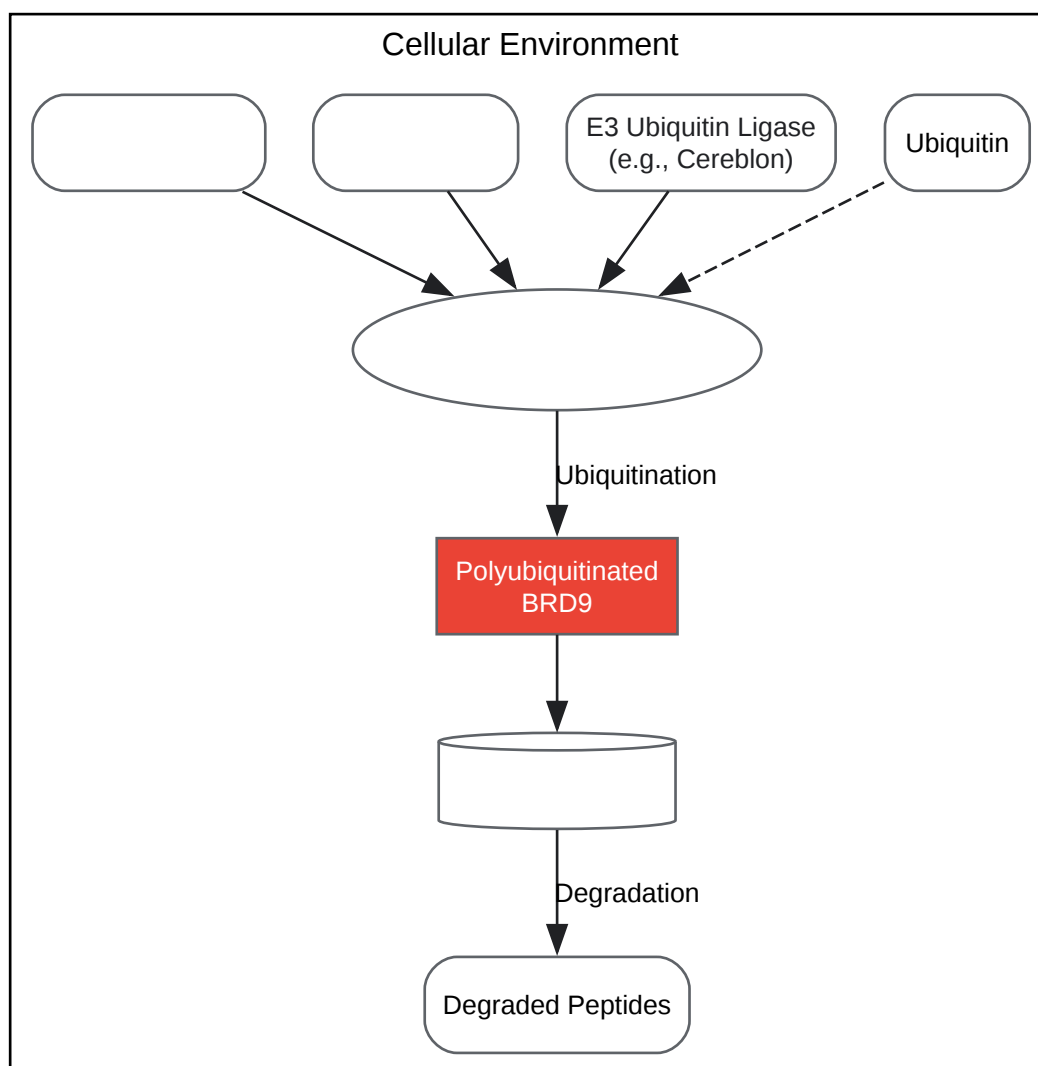 Cellular Environment
E3 Ubiquitin Ligase
(e.g., Cereblon)
Ubiquitin
Ubiquitination
Polyubiquitinated
BRD9
Degradation
Degraded Peptides